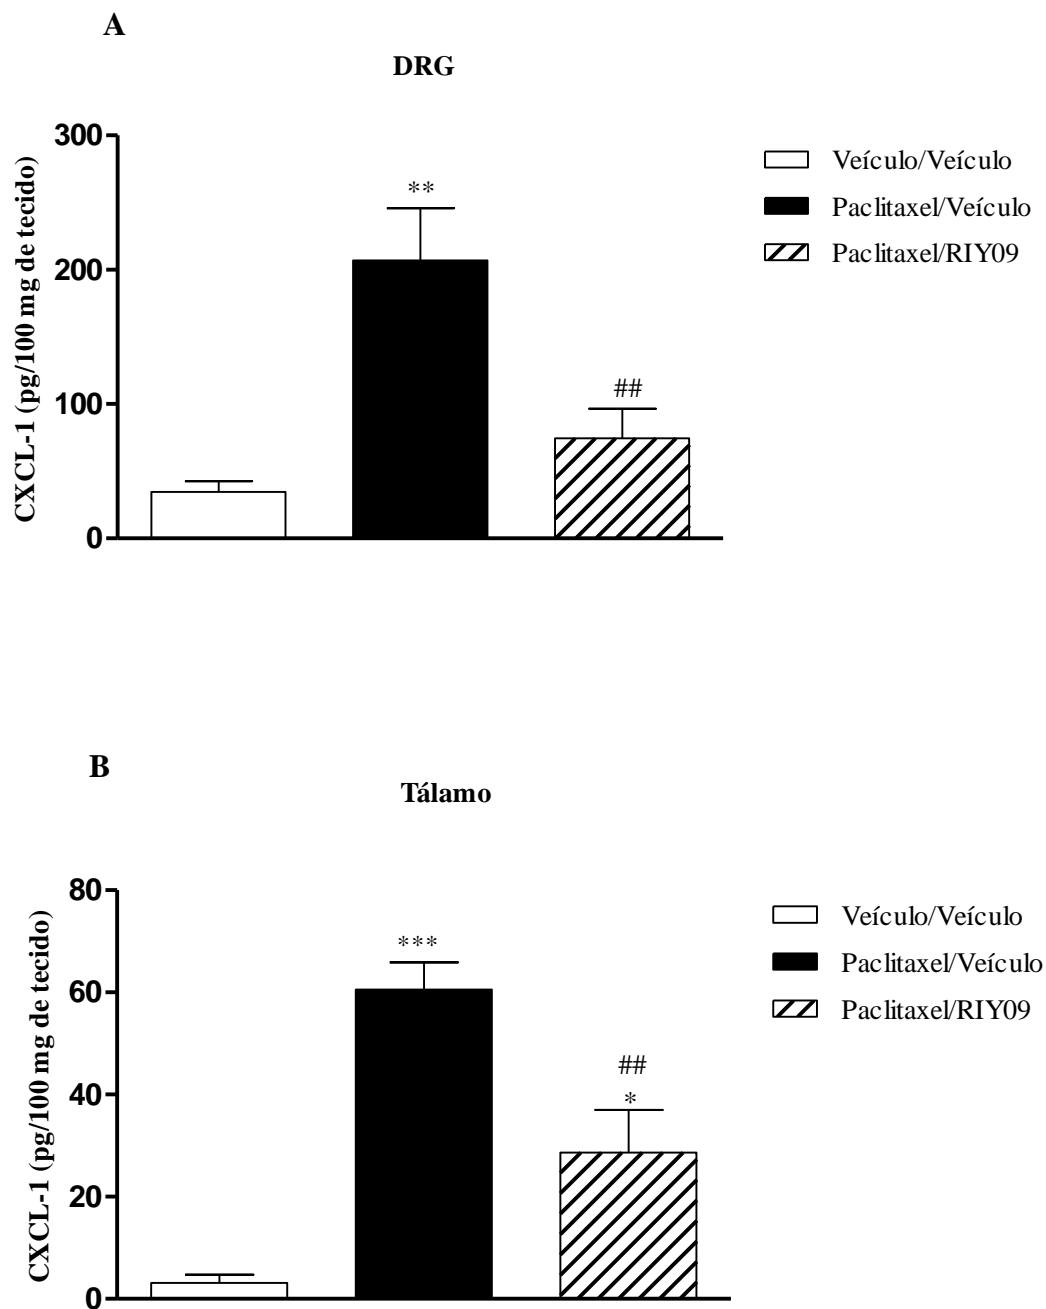 A
DRG
CXCL-1 (pg/100 mg de tecido)
300
200
100
0
**
##
Veículo/Veículo
Paclitaxel/Veículo
Paclitaxel/RIY09
B
Tálamo
CXCL-1 (pg/100 mg de tecido)
80
60
40
20
0
***
##
*
Veículo/Veículo
Paclitaxel/Veículo
Paclitaxel/RIY09